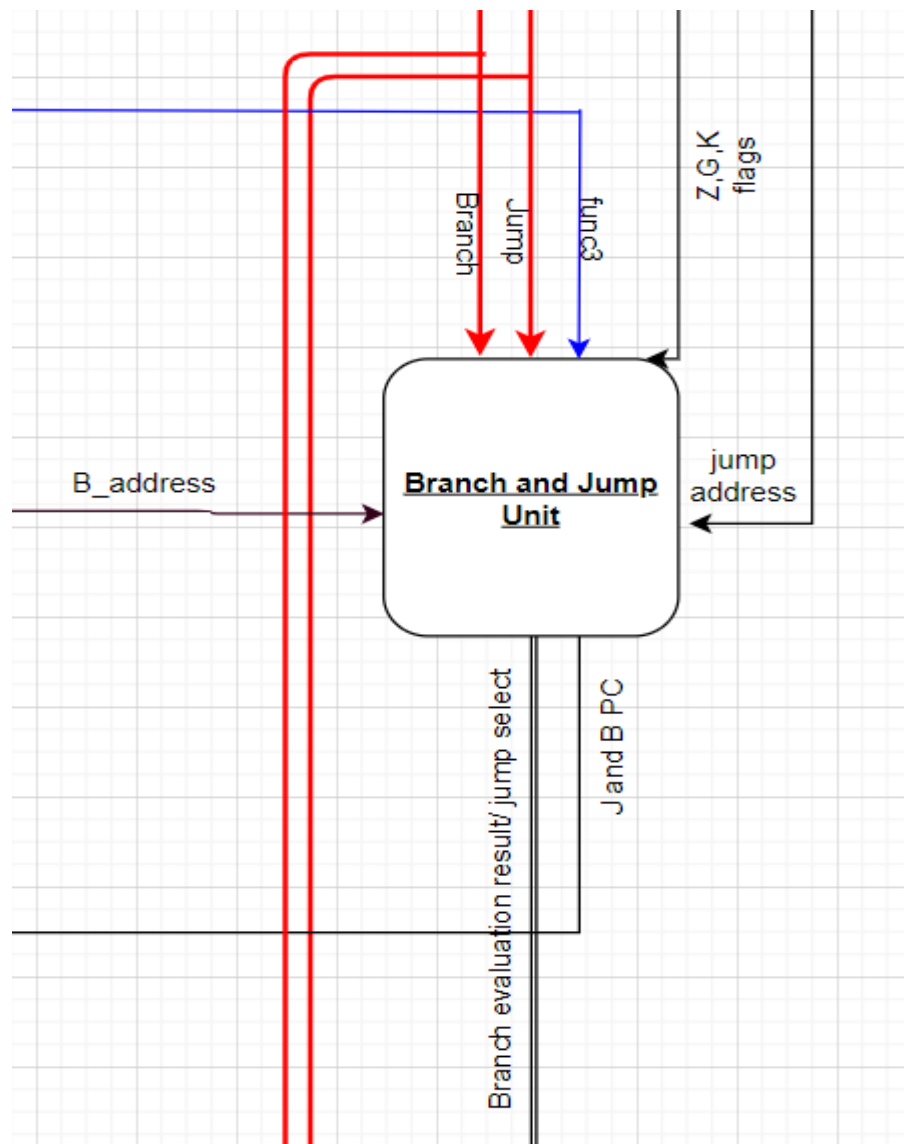 Z,G,K
flags
Branch
Jump
func3
B_address
Branch and Jump
Unit
jump
address
Branch evaluation result/ jump select
J and B PC